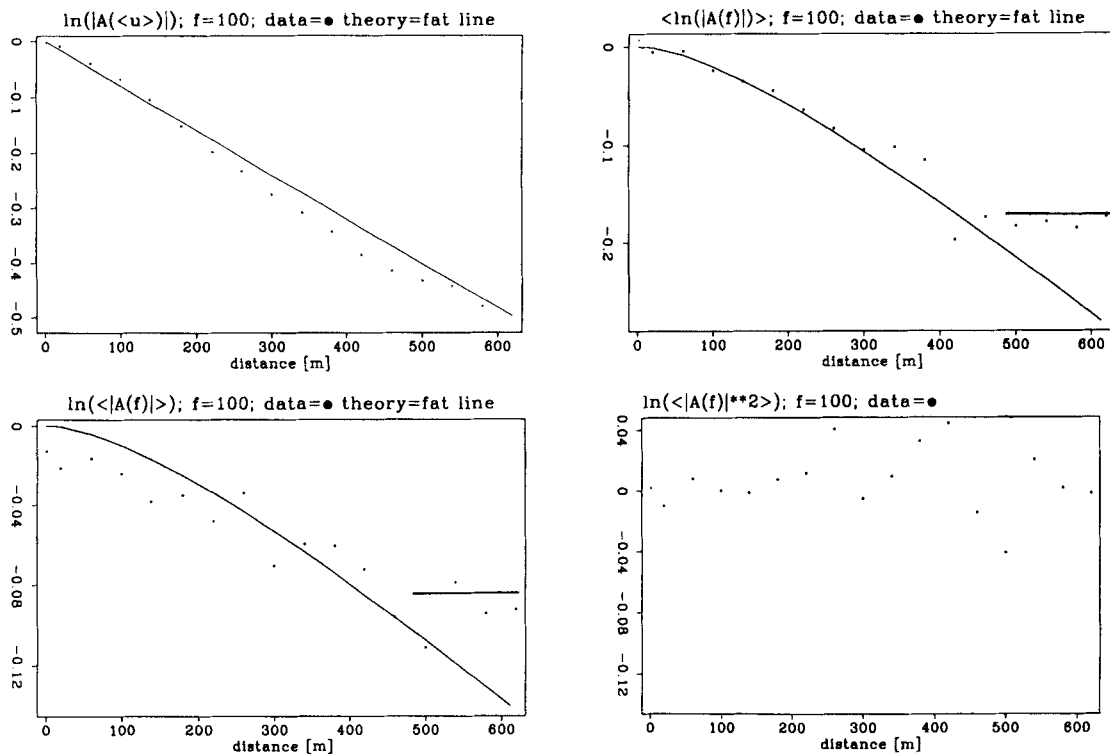 ln(|A(<u>)|); f=100; data=● theory=fat line
0
-0.1
-0.2
-0.3
-0.4
-0.5
0 100 200 300 400 500 600
distance [m]
<ln(|A(f)|)>; f=100; data=● theory=fat line
0
-0.1
-0.2
0 100 200 300 400 500 600
distance [m]
ln(<|A(f)|>); f=100; data=● theory=fat line
0
-0.04
-0.08
-0.12
0 100 200 300 400 500 600
distance [m]
ln(<|A(f)|**2>); f=100; data=●
0.04
0
-0.04
-0.08
-0.12
0 100 200 300 400 500 600
distance [m]